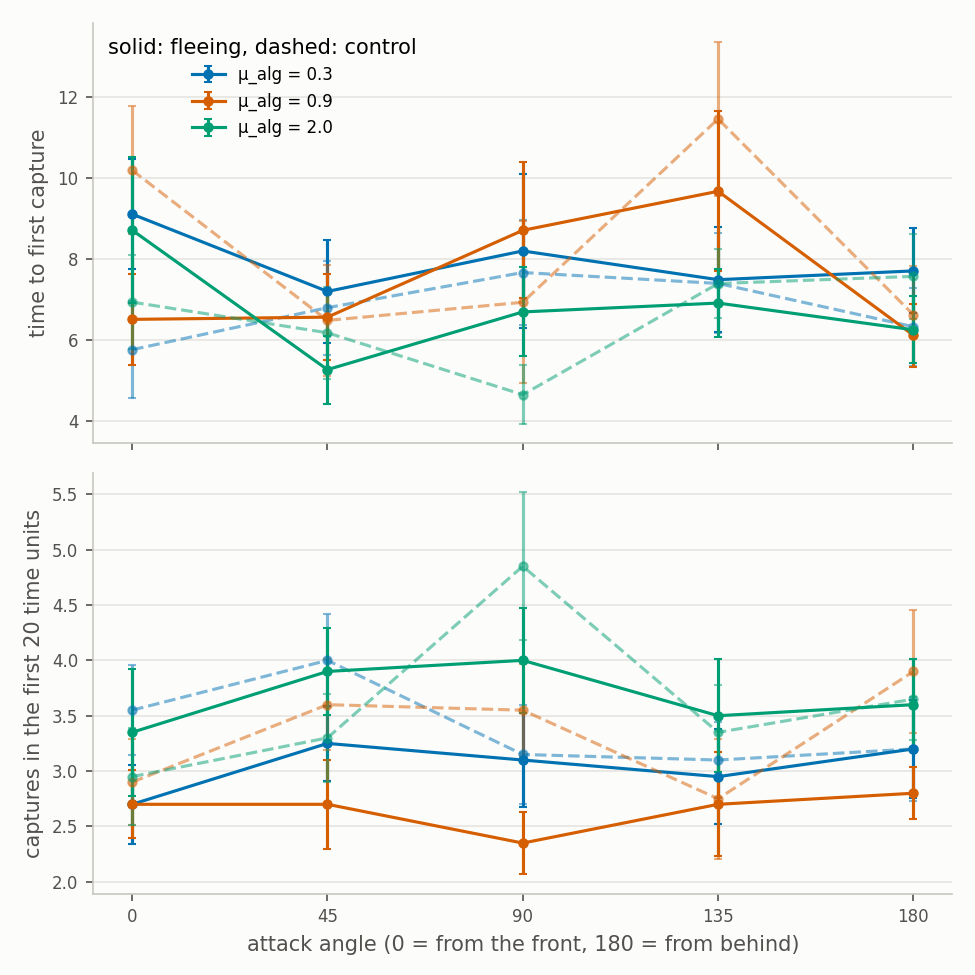 solid: fleeing, dashed: control
μ_alg = 0.3
μ_alg = 0.9
μ_alg = 2.0
time to first capture
12
10
8
6
4
captures in the first 20 time units
5.5
5.0
4.5
4.0
3.5
3.0
2.5
2.0
0 45 90 135 180
attack angle (0 = from the front, 180 = from behind)